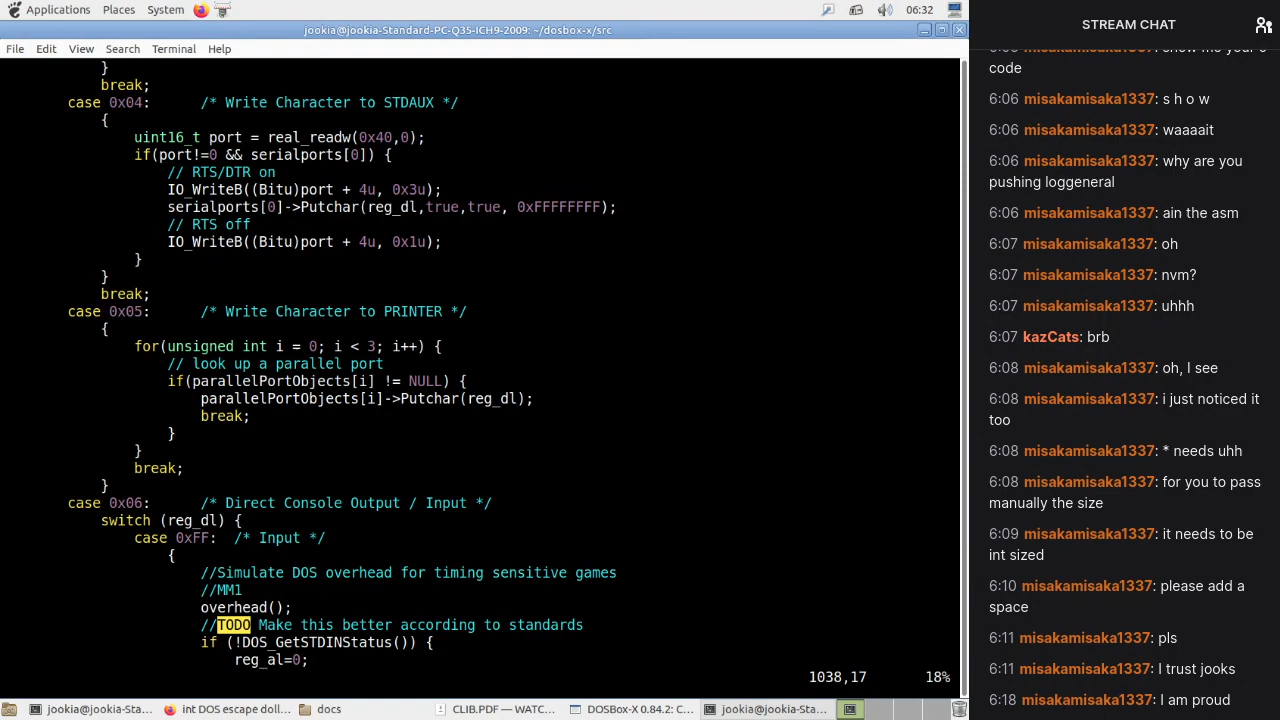 Applications Places System 06:32
jookia@jookia-Standard-PC-Q35-ICH9-2009: ~/dosbox-x/src
File Edit View Search Terminal Help
}
break;
case 0x04: /* Write Character to STDAUX */
{
uint16_t port = real_readw(0x40,0);
if(port!=0 && serialports[0]) {
// RTS/DTR on
IO_WriteB((Bitu)port + 4u, 0x3u);
serialports[0]->Putchar(reg_dl,true,true, 0xFFFFFFFF);
// RTS off
IO_WriteB((Bitu)port + 4u, 0x1u);
}
}
break;
case 0x05: /* Write Character to PRINTER */
{
for(unsigned int i = 0; i < 3; i++) {
// look up a parallel port
if(parallelPortObjects[i] != NULL) {
parallelPortObjects[i]->Putchar(reg_dl);
break;
}
}
break;
}
case 0x06: /* Direct Console Output / Input */
switch (reg_dl) {
case 0xFF: /* Input */
{
//Simulate DOS overhead for timing sensitive games
//MM1
overhead();
//TODO Make this better according to standards
if (!DOS_GetSTDINStatus()) {
reg_al=0;
1038,17 18%
jookia@jookia-Sta... int DOS escape chil... docs CLIB.PDF — WATC... DOSBox-X 0.84.2: C... jookia@jookia-Sta...
STREAM CHAT
code
6:06 misakamisaka1337: s h o w
6:06 misakamisaka1337: waaaait
6:06 misakamisaka1337: why are you
pushing loggeneral
6:06 misakamisaka1337: ain the asm
6:07 misakamisaka1337: oh
6:07 misakamisaka1337: nvm?
6:07 misakamisaka1337: uhhh
6:07 kazCats: brb
6:08 misakamisaka1337: oh, I see
6:08 misakamisaka1337: i just noticed it
too
6:08 misakamisaka1337: * needs uhh
6:08 misakamisaka1337: for you to pass
manually the size
6:09 misakamisaka1337: it needs to be
int sized
6:10 misakamisaka1337: please add a
space
6:11 misakamisaka1337: pls
6:11 misakamisaka1337: I trust jooks
6:18 misakamisaka1337: I am proud